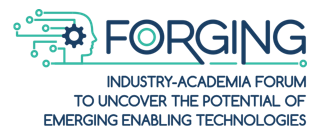 FORGING
INDUSTRY-ACADEMIA FORUM
TO UNCOVER THE POTENTIAL OF
EMERGING ENABLING TECHNOLOGIES